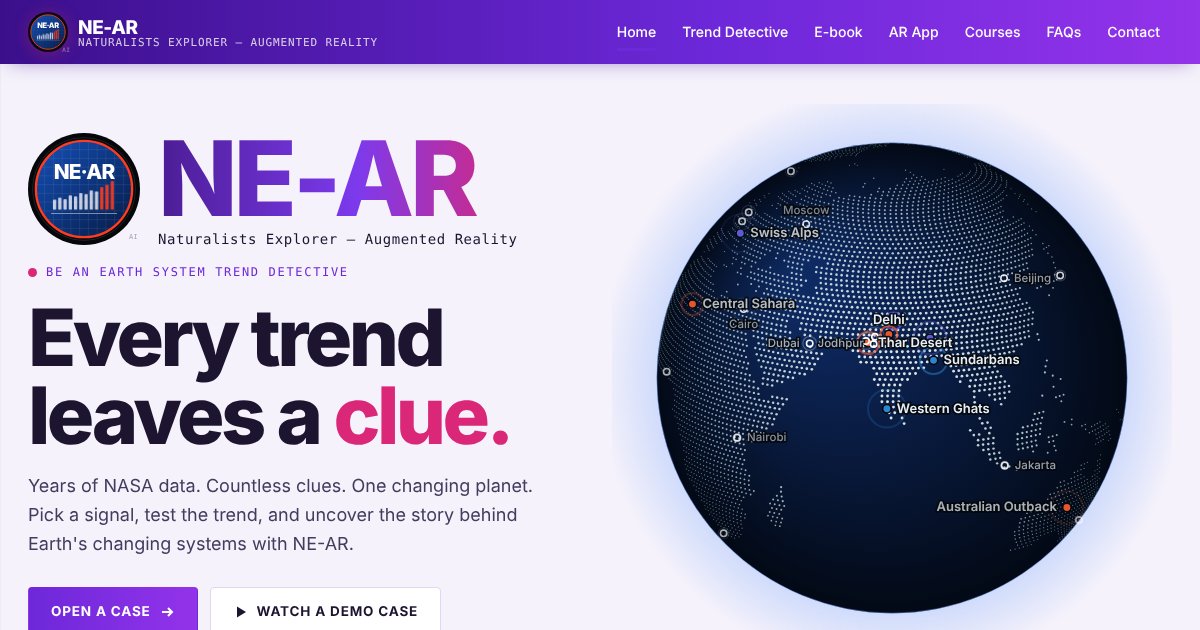 NE·AR
AI
NE-AR
NATURALISTS EXPLORER — AUGMENTED REALITY
Home
Trend Detective
E-book
AR App
Courses
FAQs
Contact
NE·AR
AI
NE-AR
Naturalists Explorer — Augmented Reality
BE AN EARTH SYSTEM TREND DETECTIVE
Every trend
leaves a clue.
Years of NASA data. Countless clues. One changing planet.
Pick a signal, test the trend, and uncover the story behind
Earth's changing systems with NE-AR.
OPEN A CASE →
WATCH A DEMO CASE
Moscow
Swiss Alps
Beijing
Central Sahara
Cairo
Delhi
Dubai
Jodhpur
Thar Desert
Sundarbans
Western Ghats
Nairobi
Jakarta
Australian Outback